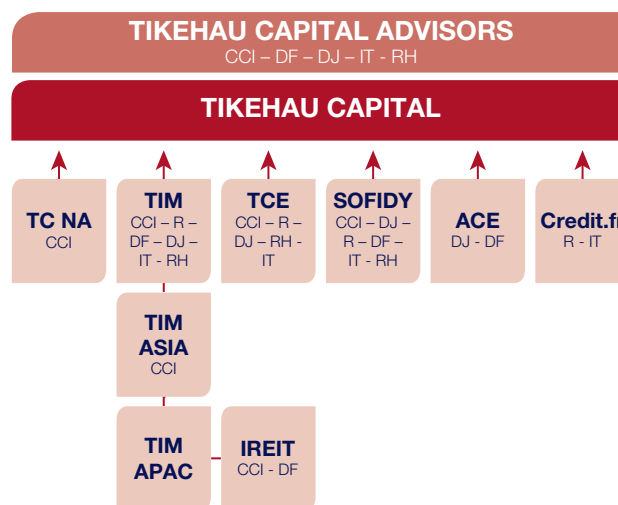 TIKEHAU CAPITAL ADVISORS
CCI – DF – DJ – IT - RH
TIKEHAU CAPITAL
TC NA
CCI
TIM
CCI – R –
DF – DJ –
IT - RH
TCE
CCI – R –
DJ – RH -
IT
SOFIDY
CCI – DJ –
R – DF –
IT - RH
ACE
DJ - DF
Credit.fr
R - IT
TIM
ASIA
CCI
TIM
APAC
IREIT
CCI - DF